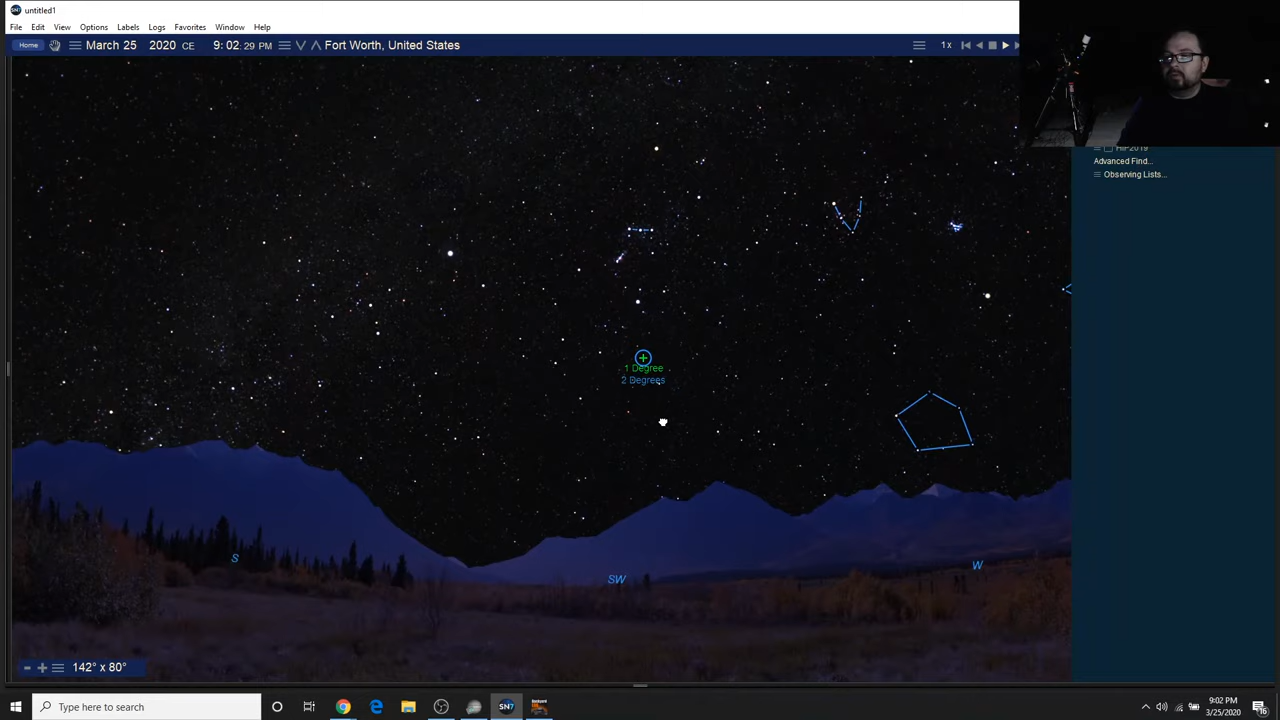 untitled1
File Edit View Options Labels Logs Favorites Window Help
Home March 25 2020 CE 9: 02: 29 PM Fort Worth, United States 1x
HIP2019
Advanced Find...
Observing Lists...
1 Degree
2 Degrees
S
SW
W
142° x 80°
Type here to search
SN7
9:02 PM
3/25/2020